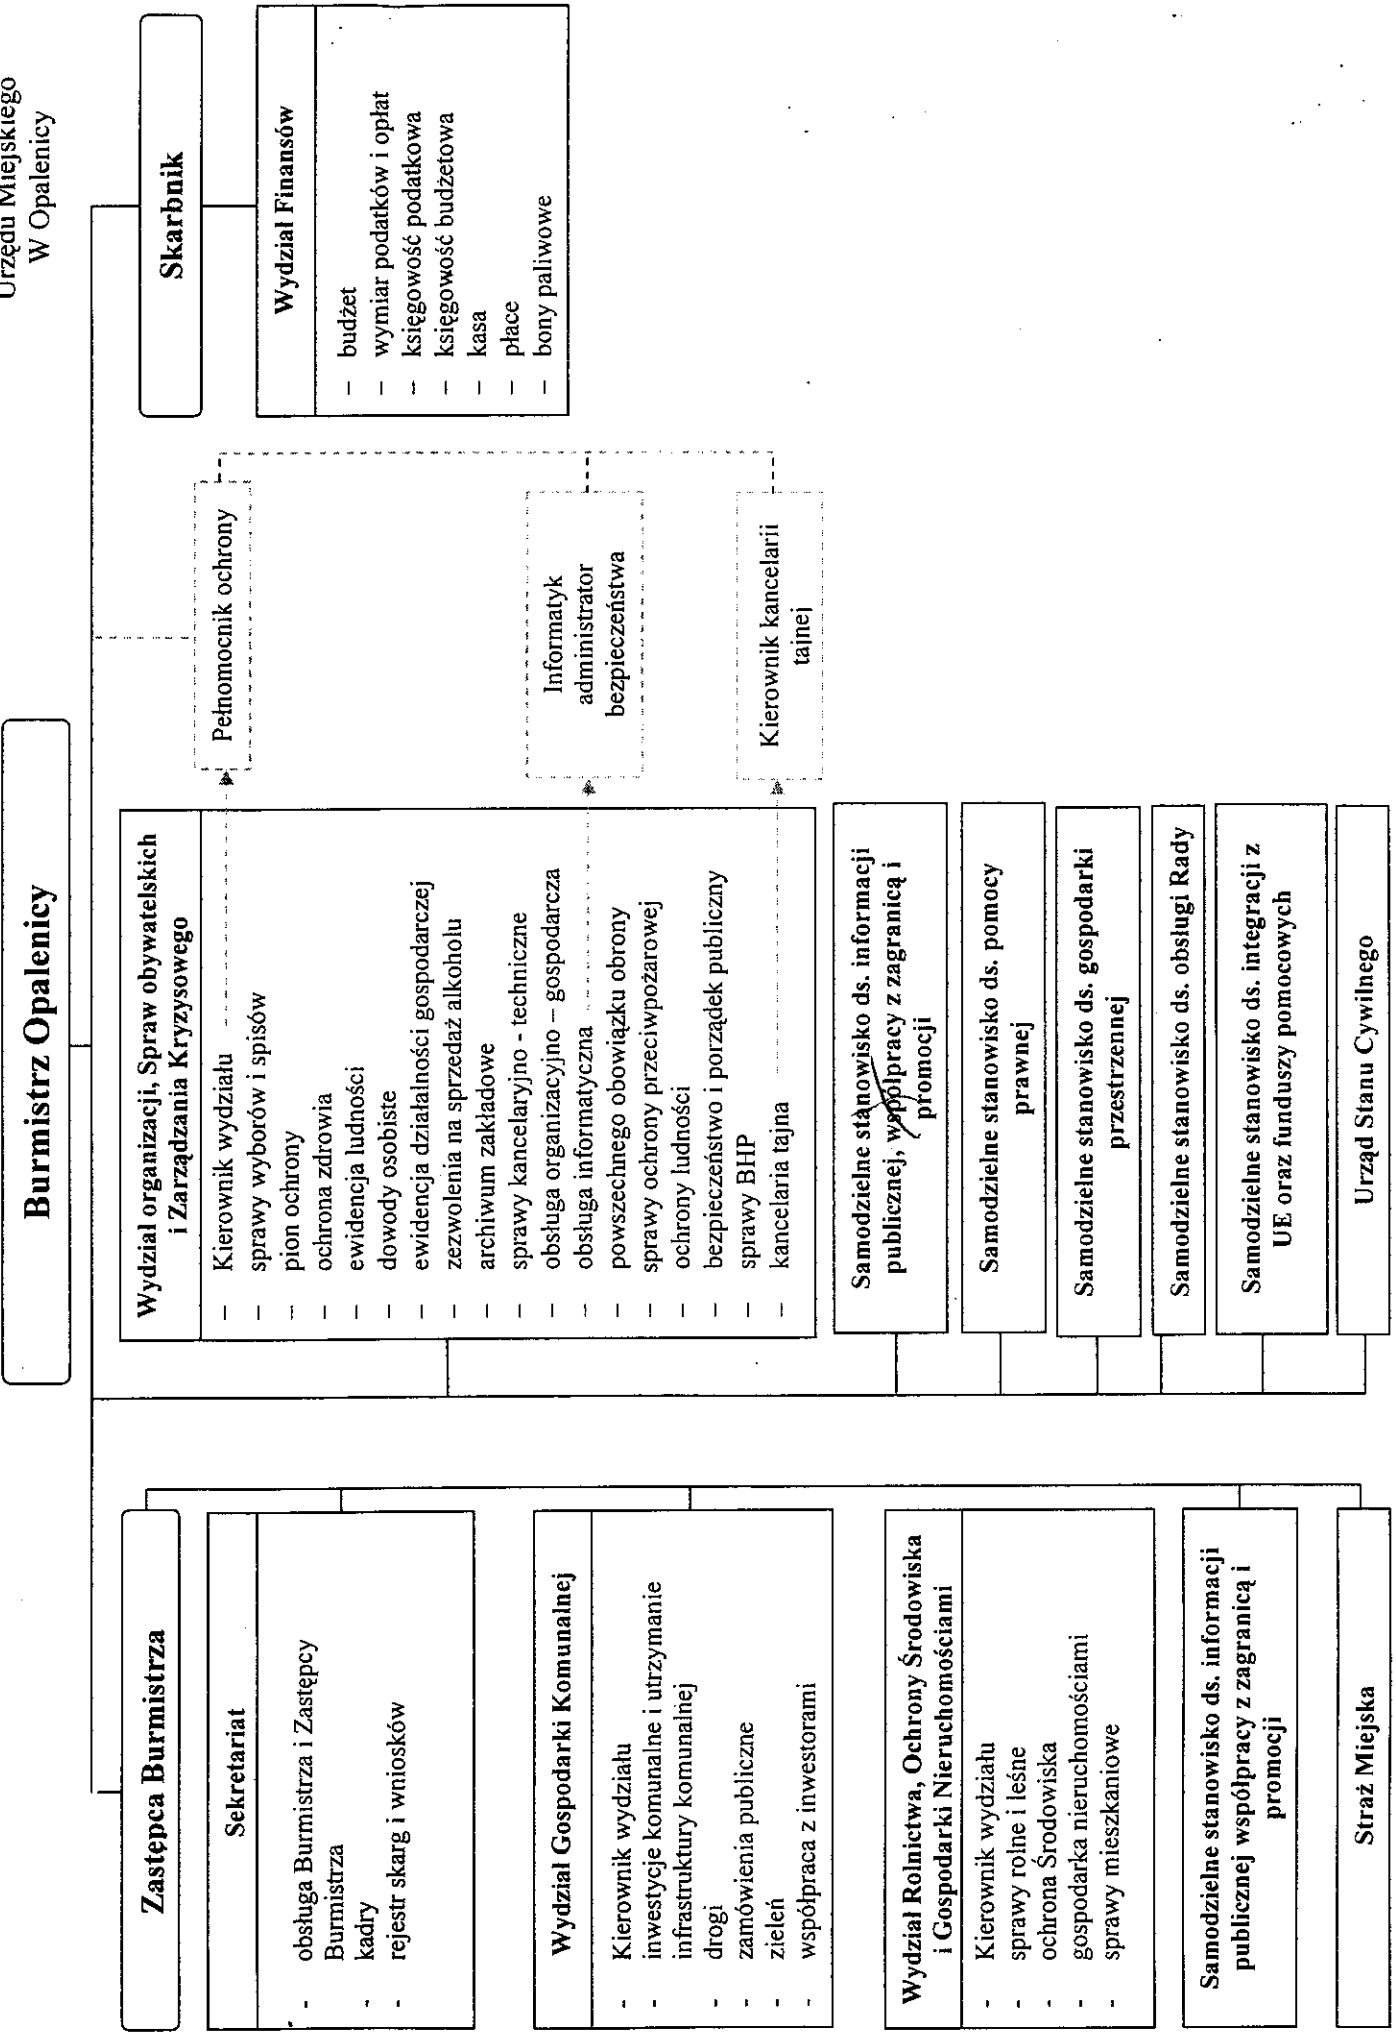 Urzędu Miejskiego
W Opalenicy
Burmistrz Opalenicy
Zastępca Burmistrza
Sekretariat
- obsługa Burmistrza i Zastępcy
Burmistrza
- kadry
- rejestr skarg i wniosków
Wydział Gospodarki Komunalnej
- Kierownik wydziału
- inwestycje komunalne i utrzymanie
infrastruktury komunalnej
- drogi
- zamówienia publiczne
- zieleń
- współpraca z inwestorami
Wydział Rolnictwa, Ochrony Środowiska
i Gospodarki Nieruchomościami
- Kierownik wydziału
- sprawy rolne i leśne
- ochrona Środowiska
- gospodarka nieruchomościami
- sprawy mieszkaniowe
Samodzielne stanowisko ds. informacji
publicznej współpracy z zagranicą i
promocji
Straż Miejska
Wydział organizacji, Spraw obywatelskich
i Zarządzania Kryzysowego
– Kierownik wydziału
– sprawy wyborów i spisów
– pion ochrony
– ochrona zdrowia
– ewidencja ludności
– dowody osobiste
– ewidencja działalności gospodarczej
– zezwolenia na sprzedaż alkoholu
– archiwum zakładowe
– sprawy kancelaryjno - techniczne
– obsługa organizacyjno – gospodarcza
– obsługa informatyczna
– powszechnego obowiązku obrony
– sprawy ochrony przeciwpożarowej
– ochrony ludności
– bezpieczeństwo i porządek publiczny
– sprawy BHP
– kancelaria tajna
Samodzielne stanowisko ds. informacji
publicznej, współpracy z zagranicą i
promocji
Samodzielne stanowisko ds. pomocy
prawnej
Samodzielne stanowisko ds. gospodarki
przestrzennej
Samodzielne stanowisko ds. obsługi Rady
Samodzielne stanowisko ds. integracji z
UE oraz funduszy pomocowych
Urząd Stanu Cywilnego
Pełnomocnik ochrony
Informatyk
administrator
bezpieczeństwa
Kierownik kancelarii
tajnej
Skarbnik
Wydział Finansów
– budżet
– wymiar podatków i opłat
– księgowość podatkowa
– księgowość budżetowa
– kasa
– płace
– bony paliwowe